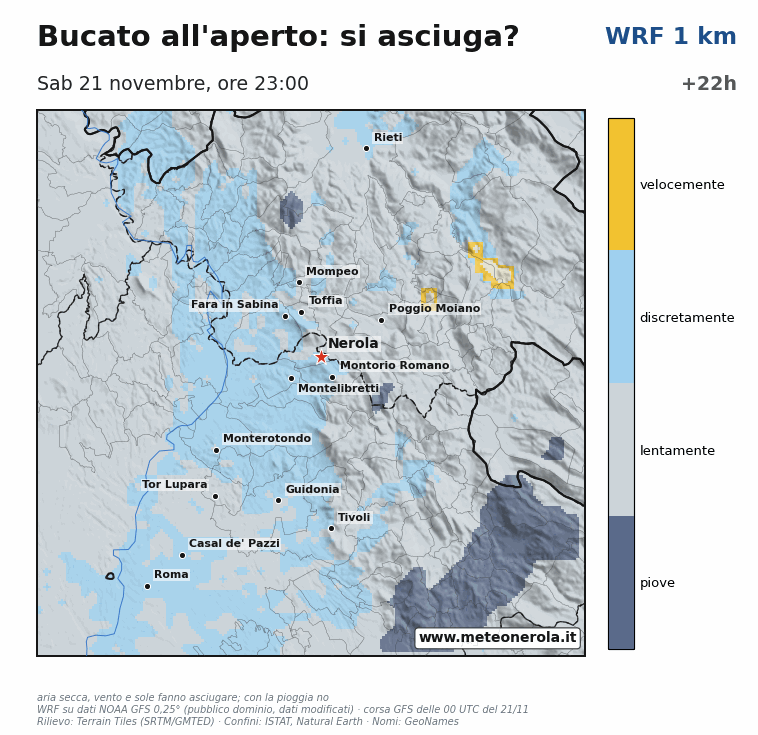 Bucato all'aperto: si asciuga?
WRF 1 km
Sab 21 novembre, ore 23:00
+22h
Rieti
Mompeo
Fara in Sabina
Toffia
Poggio Moiano
Nerola
Montorio Romano
Montelibretti
Monterotondo
Tor Lupara
Guidonia
Tivoli
Casal de' Pazzi
Roma
www.meteonerola.it
velocemente
discretamente
lentamente
piove
aria secca, vento e sole fanno asciugare; con la pioggia no
WRF su dati NOAA GFS 0,25° (pubblico dominio, dati modificati) · corsa GFS delle 00 UTC del 21/11
Rilievo: Terrain Tiles (SRTM/GMTED) · Confini: ISTAT, Natural Earth · Nomi: GeoNames